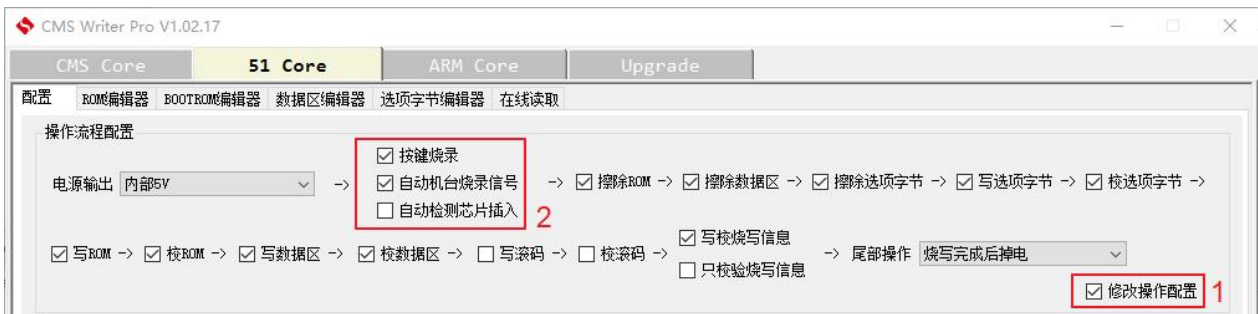 CMS Writer Pro V1.02.17
CMS Core 51 Core ARM Core Upgrade
配置 ROM编辑器 BOOTROM编辑器 数据区编辑器 选项字节编辑器 在线读取
操作流程配置
按键烧录
电源输出 内部5V -> 自动机台烧录信号 -> 擦除ROM -> 擦除数据区 -> 擦除选项字节 -> 写选项字节 -> 校选项字节 ->
自动检测芯片插入 2
写校烧写信息
写ROM -> 校ROM -> 写数据区 -> 校数据区 -> 写滚码 -> 校滚码 -> -> 尾部操作 烧写完成后掉电
只校验烧写信息
修改操作配置 1